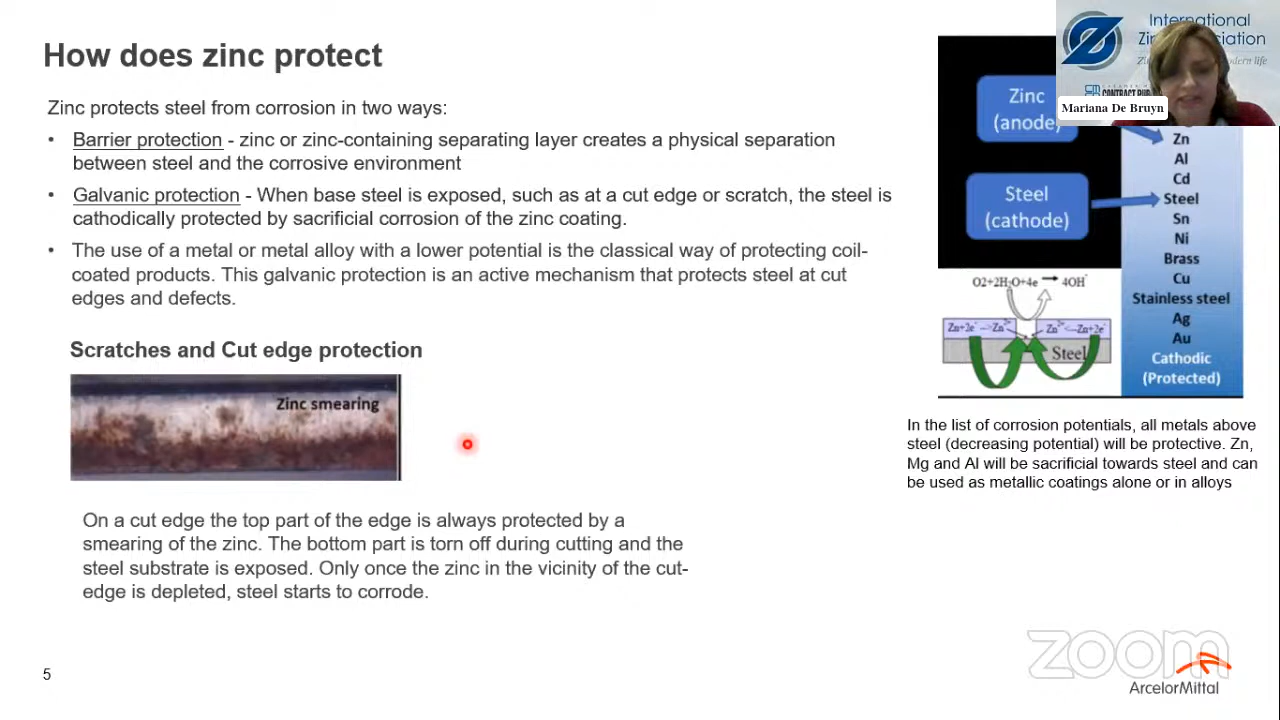 How does zinc protect
Zinc protects steel from corrosion in two ways:
• Barrier protection - zinc or zinc-containing separating layer creates a physical separation
between steel and the corrosive environment
• Galvanic protection - When base steel is exposed, such as at a cut edge or scratch, the steel is
cathodically protected by sacrificial corrosion of the zinc coating.
• The use of a metal or metal alloy with a lower potential is the classical way of protecting coil-
coated products. This galvanic protection is an active mechanism that protects steel at cut
edges and defects.
Scratches and Cut edge protection
Zinc smearing
On a cut edge the top part of the edge is always protected by a
smearing of the zinc. The bottom part is torn off during cutting and the
steel substrate is exposed. Only once the zinc in the vicinity of the cut-
edge is depleted, steel starts to corrode.
5
International
Mariana De Bruyn
Zinc
(anode)
Steel
(cathode)
Zn
Al
Cd
Steel
Sn
Ni
Brass
Cu
Stainless steel
Ag
Au
Cathodic
(Protected)
O2+2H2O+4e → 4OH-
Zn+2e- ->Zn2+
Zn2+ <-Zn+2e-
Steel
In the list of corrosion potentials, all metals above
steel (decreasing potential) will be protective. Zn,
Mg and Al will be sacrificial towards steel and can
be used as metallic coatings alone or in alloys
zoom
ArcelorMittal